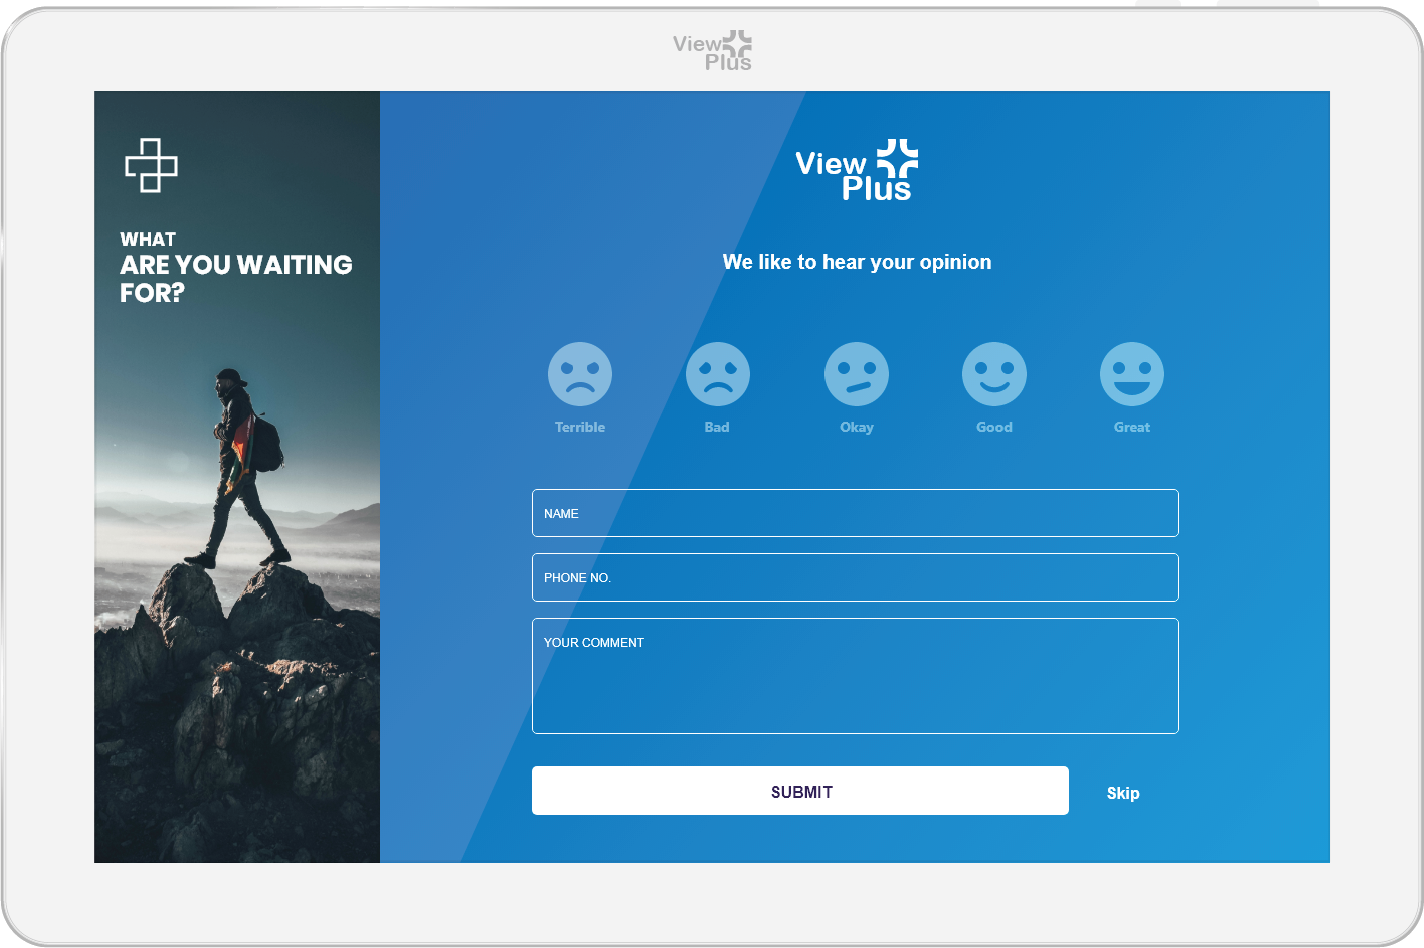 View
Plus
WHAT
ARE YOU WAITING
FOR?
View
Plus
We like to hear your opinion
Terrible
Bad
Okay
Good
Great
NAME
PHONE NO.
YOUR COMMENT
SUBMIT
Skip